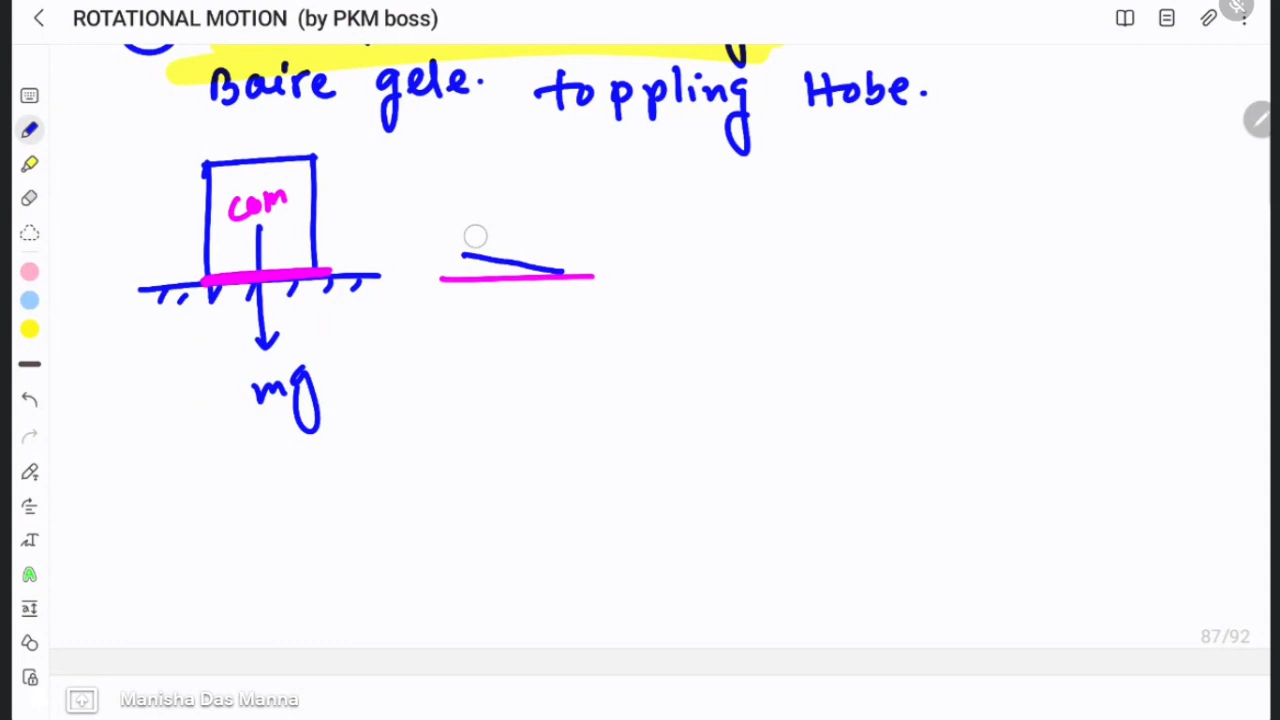 ROTATIONAL MOTION (by PKM boss)
Baire gele. toppling Hobe.
com
mg
87/92
Manisha Das Manna